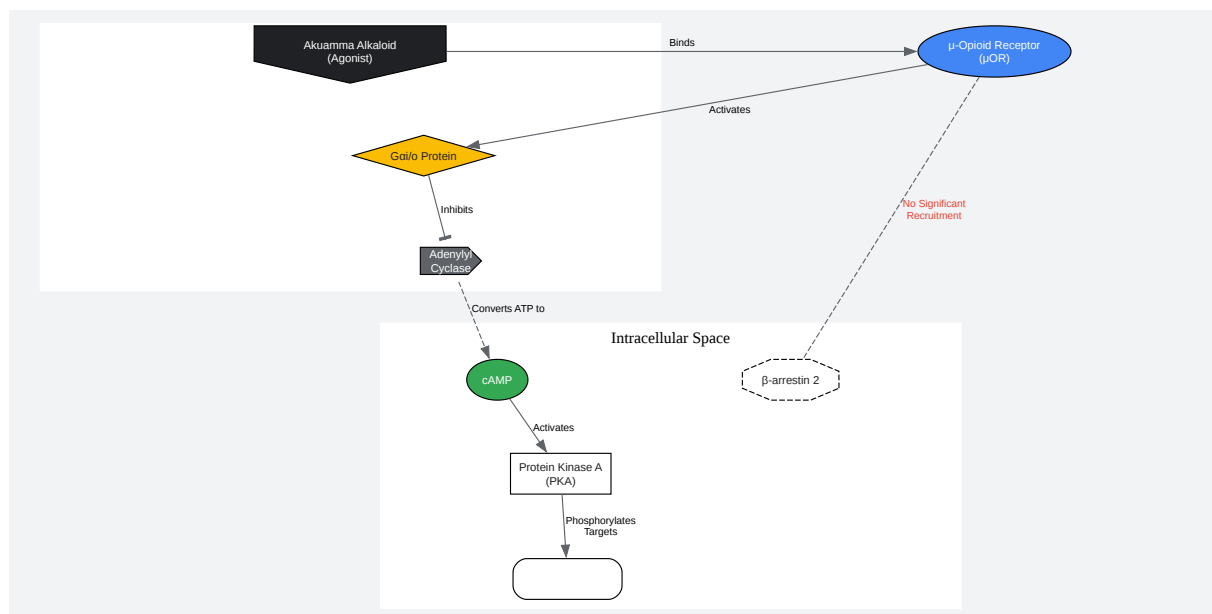 Akuamma Alkaloid
(Agonist)
Binds
μ-Opioid Receptor
(μOR)
Activates
Gαi/o Protein
Inhibits
No Significant
Recruitment
Adenylyl
Cyclase
Converts ATP to
Intracellular Space
cAMP
β-arrestin 2
Activates
Protein Kinase A
(PKA)
Phosphorylates
Targets